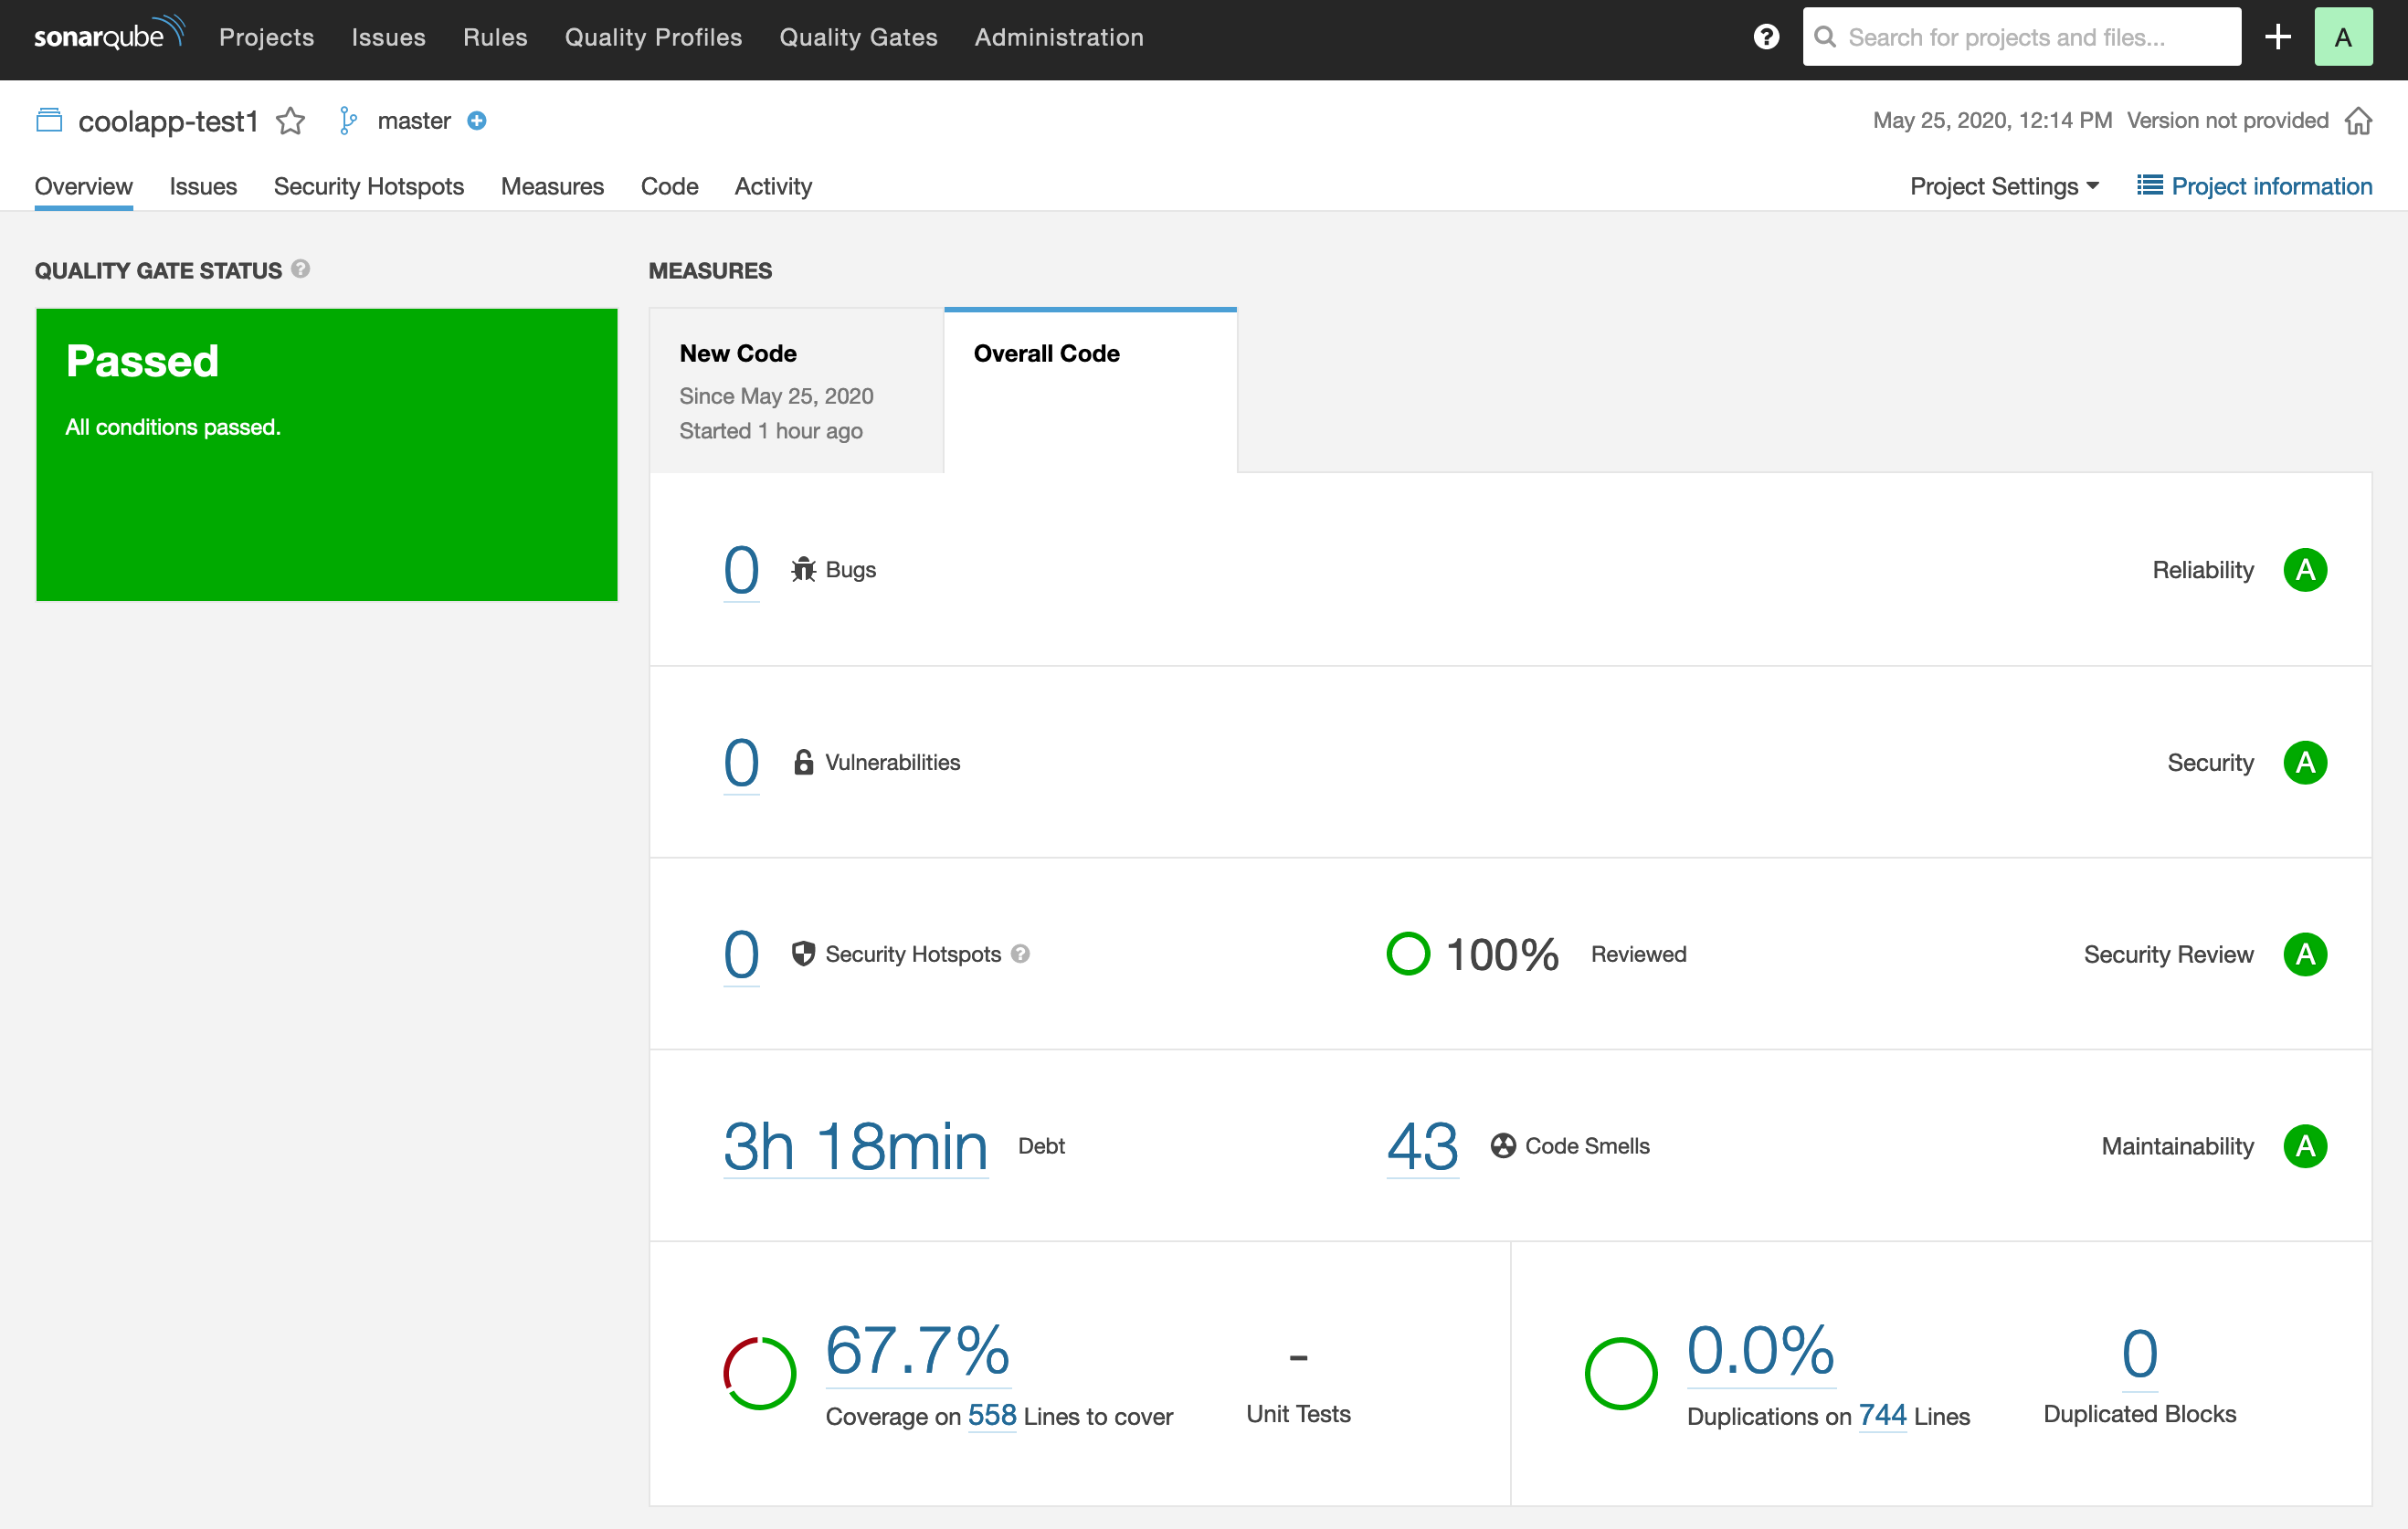 sonarqube Projects Issues Rules Quality Profiles Quality Gates Administration ? Search for projects and files... + A
coolapp-test1 master May 25, 2020, 12:14 PM Version not provided
Overview Issues Security Hotspots Measures Code Activity Project Settings Project information
QUALITY GATE STATUS ?
Passed
All conditions passed.
MEASURES
New Code
Since May 25, 2020
Started 1 hour ago
Overall Code
0 Bugs Reliability A
0 Vulnerabilities Security A
0 Security Hotspots ? 100% Reviewed Security Review A
3h 18min Debt 43 Code Smells Maintainability A
67.7%
Coverage on 558 Lines to cover
-
Unit Tests
0.0%
Duplications on 744 Lines
0
Duplicated Blocks